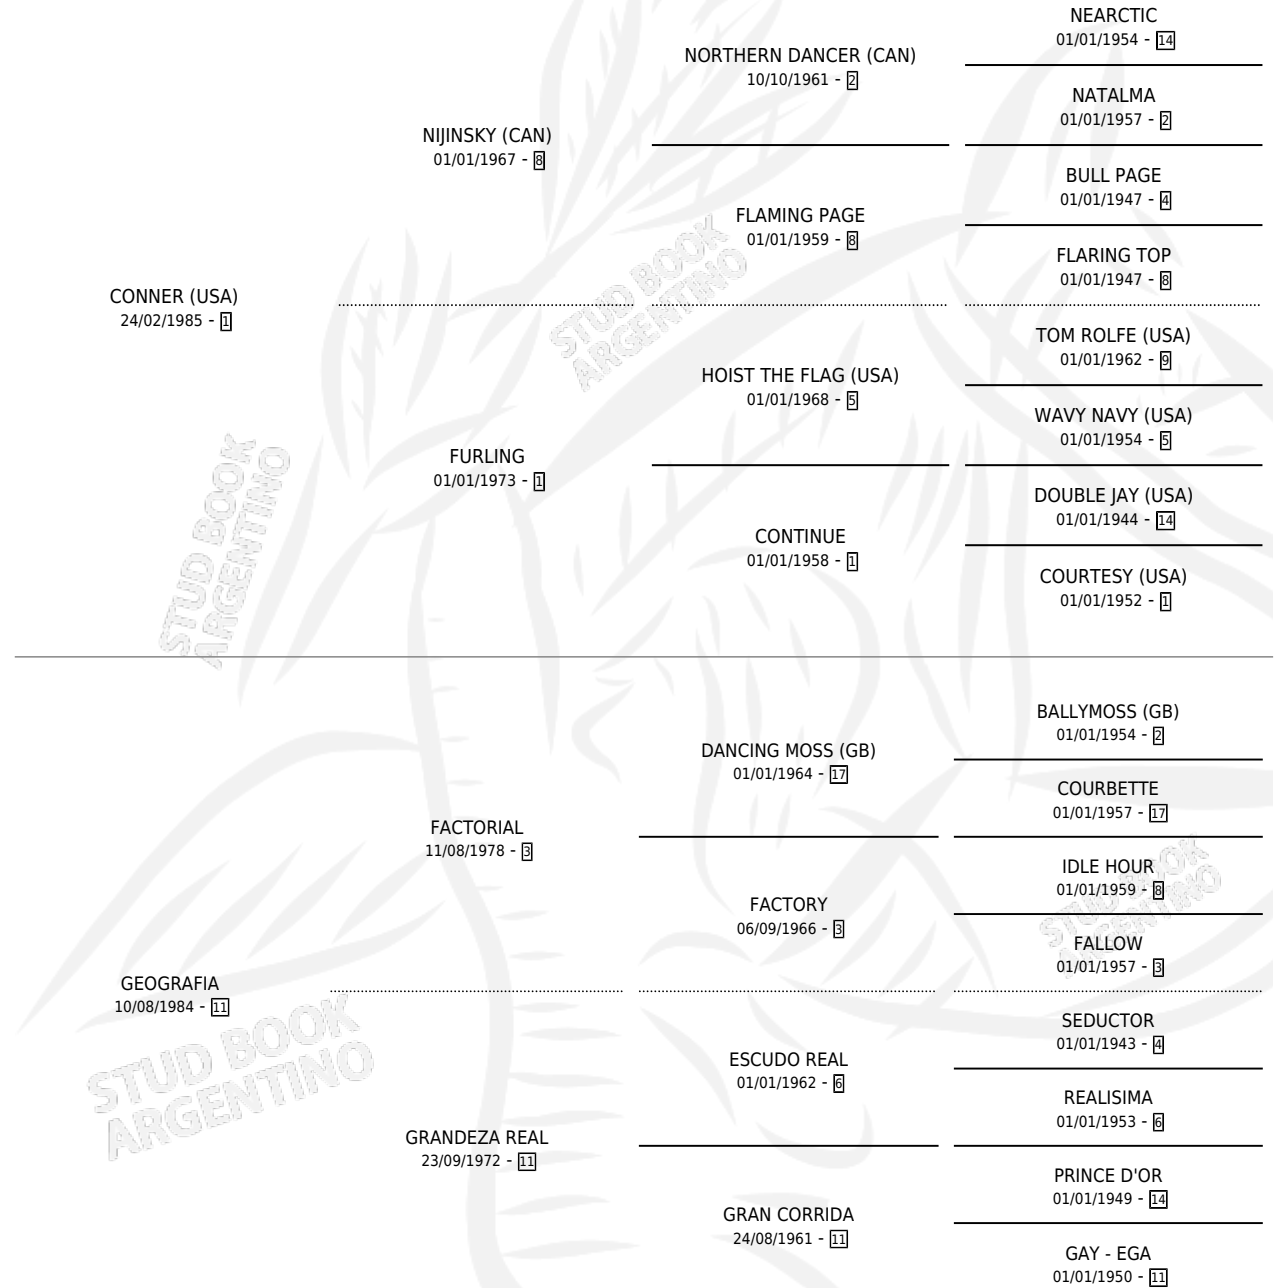 NEARCTIC
01/01/1954 - 14
NORTHERN DANCER (CAN)
10/10/1961 - 2
NATALMA
01/01/1957 - 2
NIJINSKY (CAN)
01/01/1967 - 8
BULL PAGE
01/01/1947 - 4
FLAMING PAGE
01/01/1959 - 8
FLARING TOP
01/01/1947 - 8
CONNER (USA)
24/02/1985 - 1
STUD BOOK
ARGENTINO
TOM ROLFE (USA)
01/01/1962 - 9
HOIST THE FLAG (USA)
01/01/1968 - 5
WAVY NAVY (USA)
01/01/1954 - 5
FURLING
01/01/1973 - 1
DOUBLE JAY (USA)
01/01/1944 - 14
CONTINUE
01/01/1958 - 1
COURTESY (USA)
01/01/1952 - 1
STUD BOOK
ARGENTINO
BALLYMOSS (GB)
01/01/1954 - 2
DANCING MOSS (GB)
01/01/1964 - 17
COURBETTE
01/01/1957 - 17
FACTORIAL
11/08/1978 - 3
IDLE HOUR
01/01/1959 - 8
FACTORY
06/09/1966 - 3
FALLOW
01/01/1957 - 3
STUD BOOK
ARGENTINO
GEOGRAFIA
10/08/1984 - 11
SEDUCTOR
01/01/1943 - 4
ESCUDO REAL
01/01/1962 - 6
REALISIMA
01/01/1953 - 6
STUD BOOK
ARGENTINO
GRANDEZA REAL
23/09/1972 - 11
PRINCE D'OR
01/01/1949 - 14
GRAN CORRIDA
24/08/1961 - 11
GAY - EGA
01/01/1950 - 11